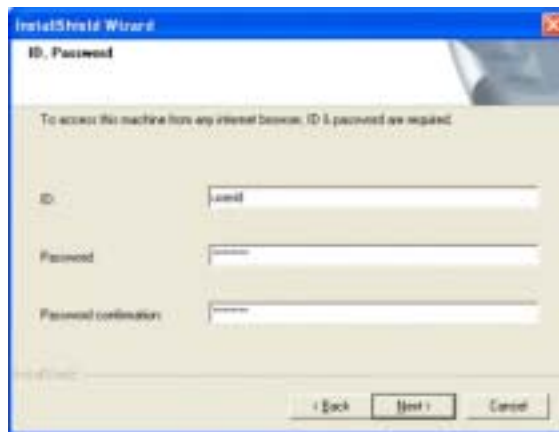 InstallShield Wizard
ID, Password
To access this machine from any internet browser, ID & password are required.
ID
userid
Password
********
Password confirmation
********
InstallShield
< Back
Next >
Cancel